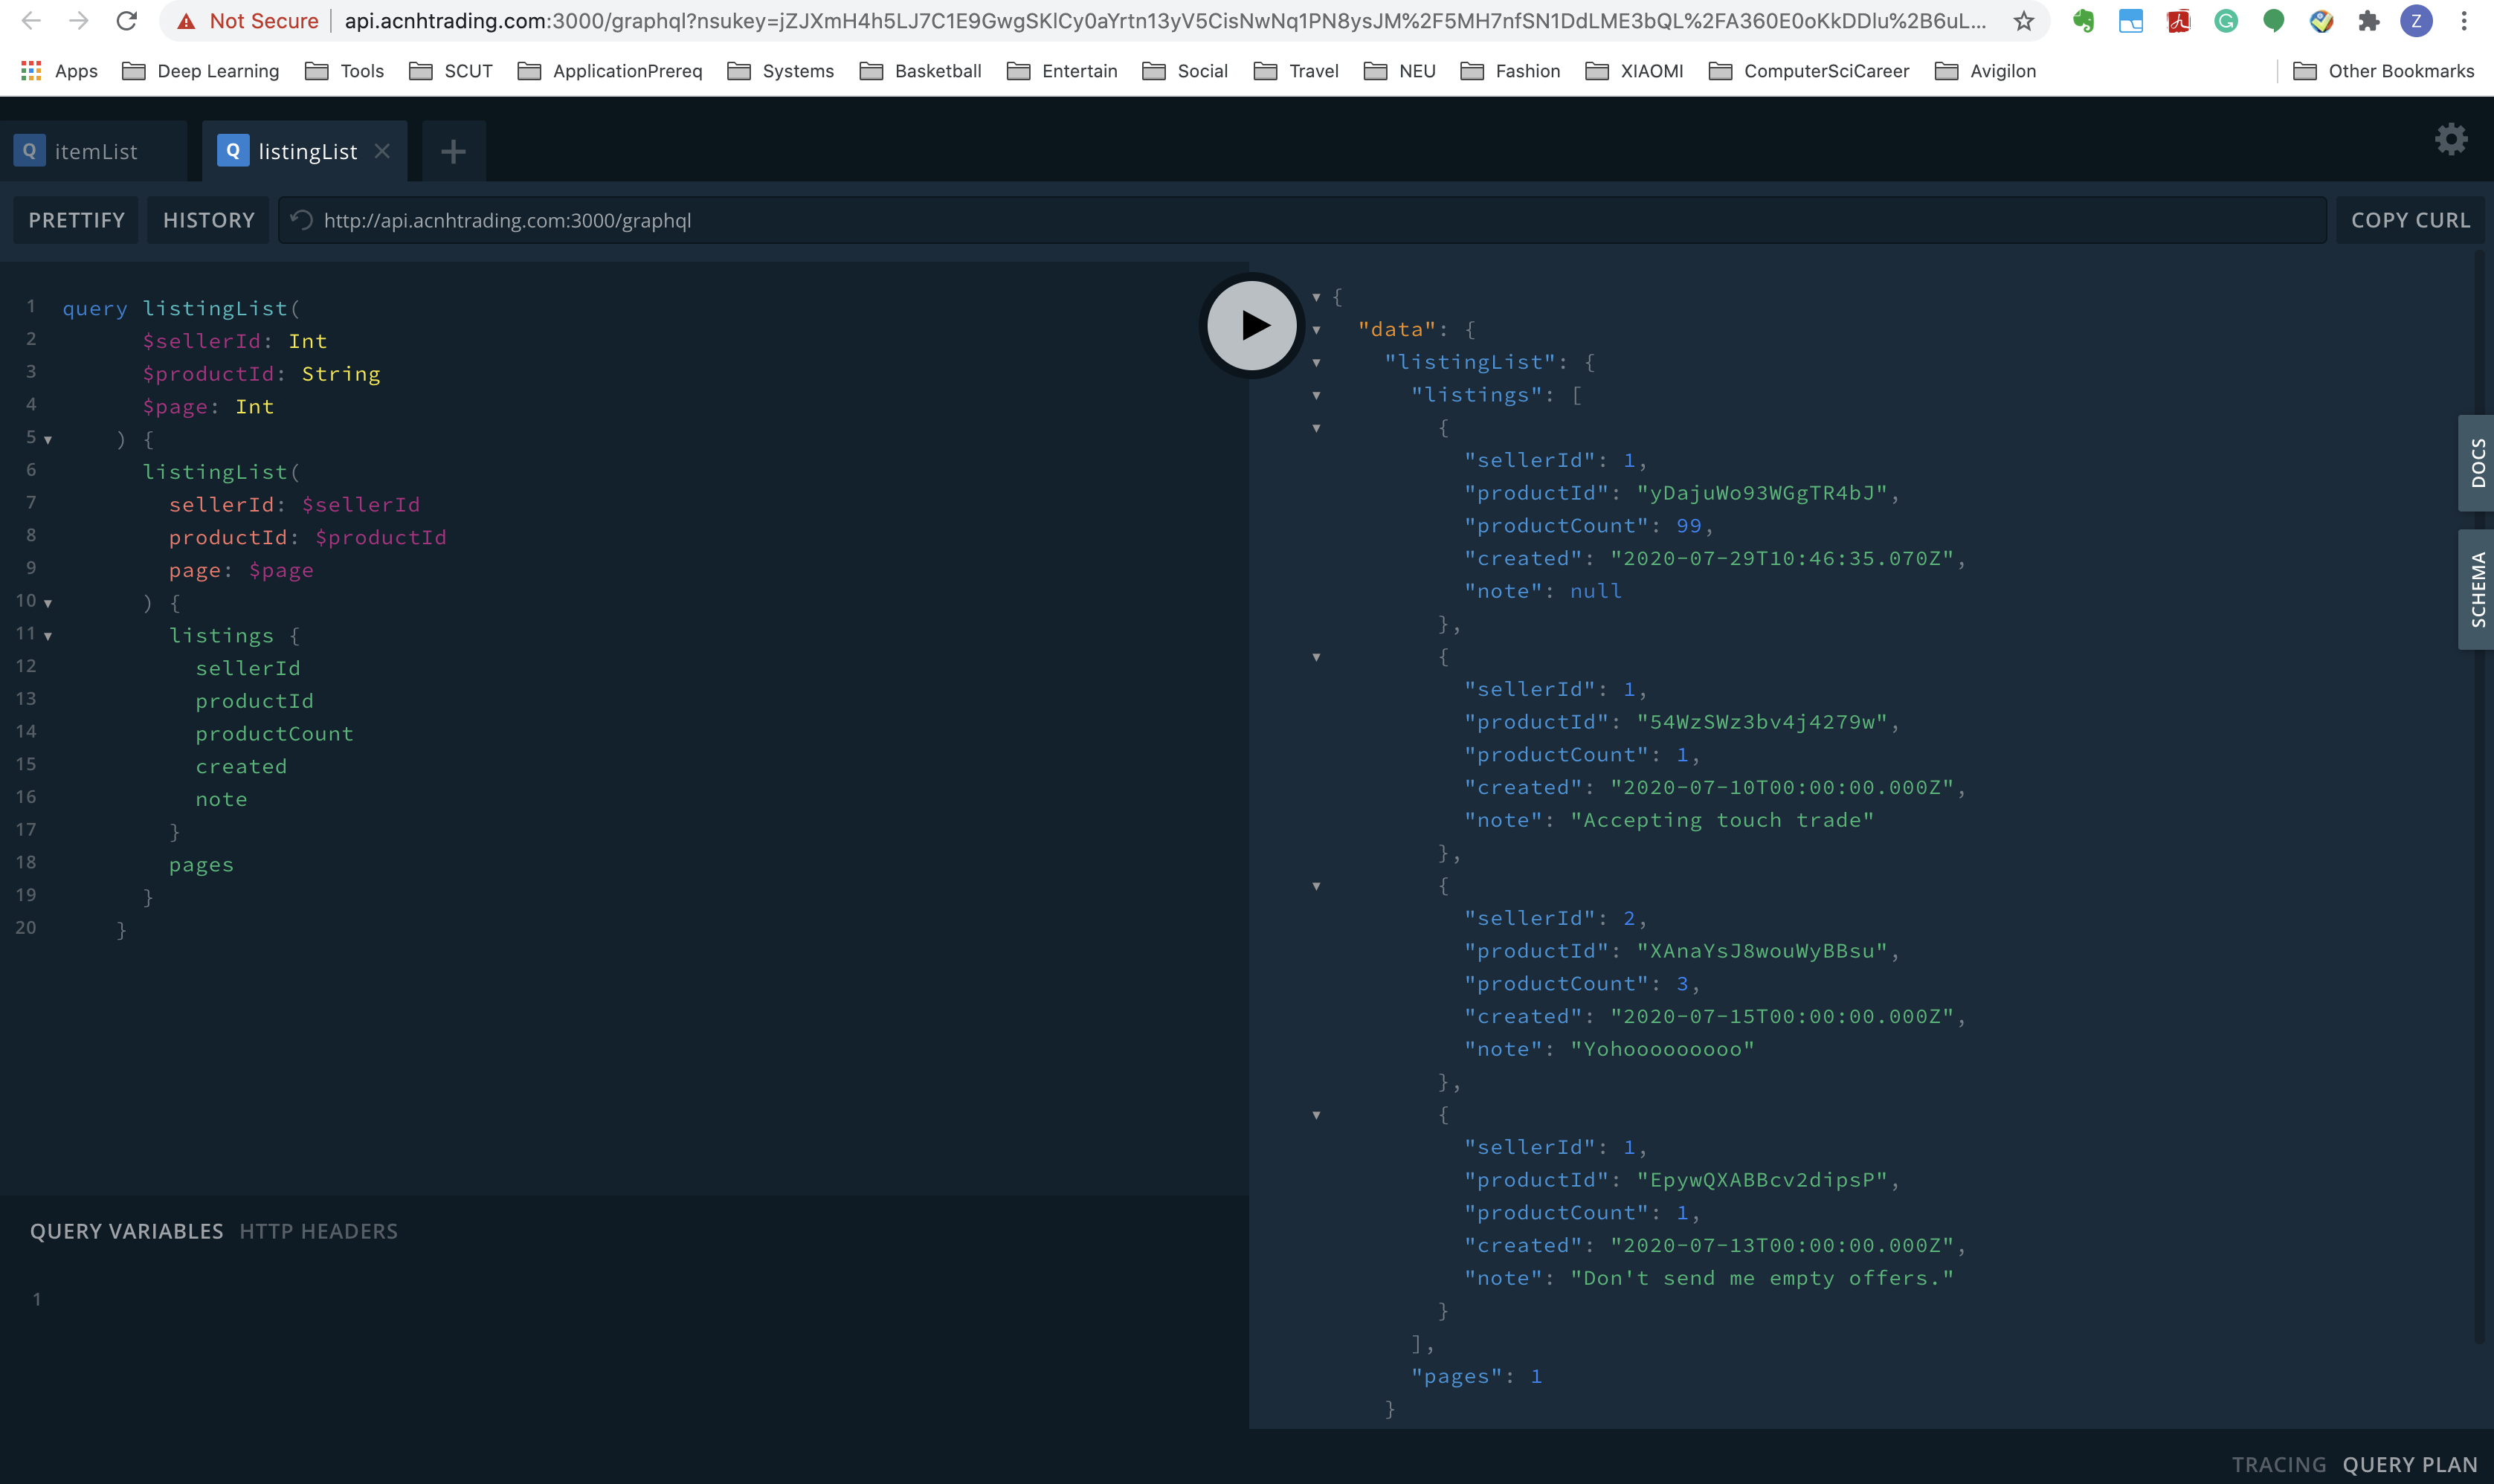 Not Secure | api.acnhtrading.com:3000/graphql?nsukey=jZJXmH4h5LJ7C1E9GwgSKlCy0aYrtn13yV5CisNwNq1PN8ysJM%2F5MH7nfSN1DdLME3bQL%2FA360E0oKkDDlu%2B6uL... Z
Apps Deep Learning Tools SCUT ApplicationPrereq Systems Basketball Entertain Social Travel NEU Fashion XIAOMI ComputerSciCareer Avigilon Other Bookmarks
Q itemList Q listingList
PRETTIFY HISTORY http://api.acnhtrading.com:3000/graphql COPY CURL
1 query listingList(
2 $sellerId: Int
3 $productId: String
4 $page: Int
5 ) {
6 listingList(
7 sellerId: $sellerId
8 productId: $productId
9 page: $page
10 ) {
11 listings {
12 sellerId
13 productId
14 productCount
15 created
16 note
17 }
18 pages
19 }
20 }
QUERY VARIABLES HTTP HEADERS
1
{
"data": {
"listingList": {
"listings": [
{
"sellerId": 1,
"productId": "yDajuWo93WGgTR4bJ",
"productCount": 99,
"created": "2020-07-29T10:46:35.070Z",
"note": null
},
{
"sellerId": 1,
"productId": "54WzSWz3bv4j4279w",
"productCount": 1,
"created": "2020-07-10T00:00:00.000Z",
"note": "Accepting touch trade"
},
{
"sellerId": 2,
"productId": "XAnaYsJ8wouWyBBsu",
"productCount": 3,
"created": "2020-07-15T00:00:00.000Z",
"note": "Yohooooooooo"
},
{
"sellerId": 1,
"productId": "EpywQXABBcv2dipsP",
"productCount": 1,
"created": "2020-07-13T00:00:00.000Z",
"note": "Don't send me empty offers."
}
],
"pages": 1
}
DOCS
SCHEMA
TRACING QUERY PLAN